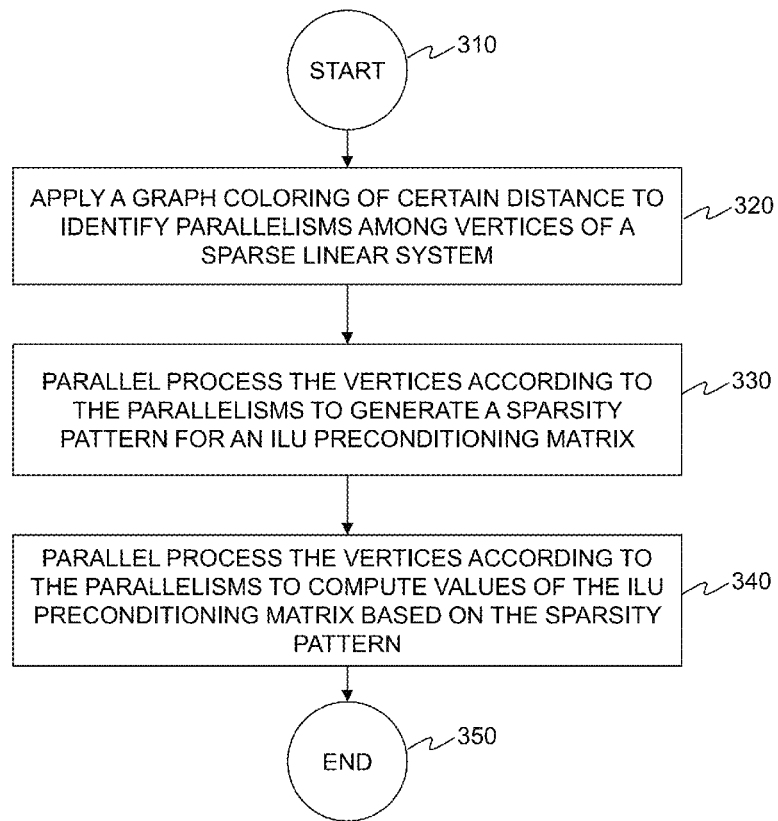 START
310
APPLY A GRAPH COLORING OF CERTAIN DISTANCE TO
IDENTIFY PARALLELISMS AMONG VERTICES OF A
SPARSE LINEAR SYSTEM
320
PARALLEL PROCESS THE VERTICES ACCORDING TO
THE PARALLELISMS TO GENERATE A SPARSITY
PATTERN FOR AN ILU PRECONDITIONING MATRIX
330
PARALLEL PROCESS THE VERTICES ACCORDING TO
THE PARALLELISMS TO COMPUTE VALUES OF THE ILU
PRECONDITIONING MATRIX BASED ON THE SPARSITY
PATTERN
340
END
350